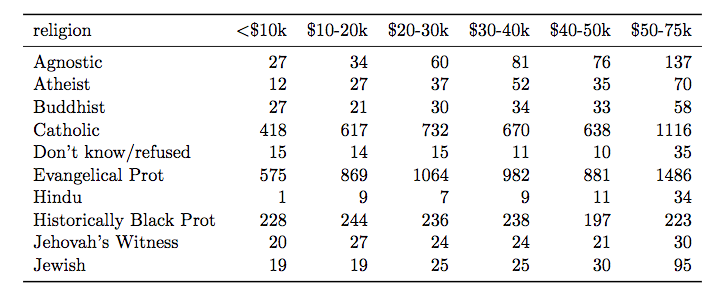 religion <$10k $10-20k $20-30k $30-40k $40-50k $50-75k
Agnostic 27 34 60 81 76 137
Atheist 12 27 37 52 35 70
Buddhist 27 21 30 34 33 58
Catholic 418 617 732 670 638 1116
Don't know/refused 15 14 15 11 10 35
Evangelical Prot 575 869 1064 982 881 1486
Hindu 1 9 7 9 11 34
Historically Black Prot 228 244 236 238 197 223
Jehovah's Witness 20 27 24 24 21 30
Jewish 19 19 25 25 30 95